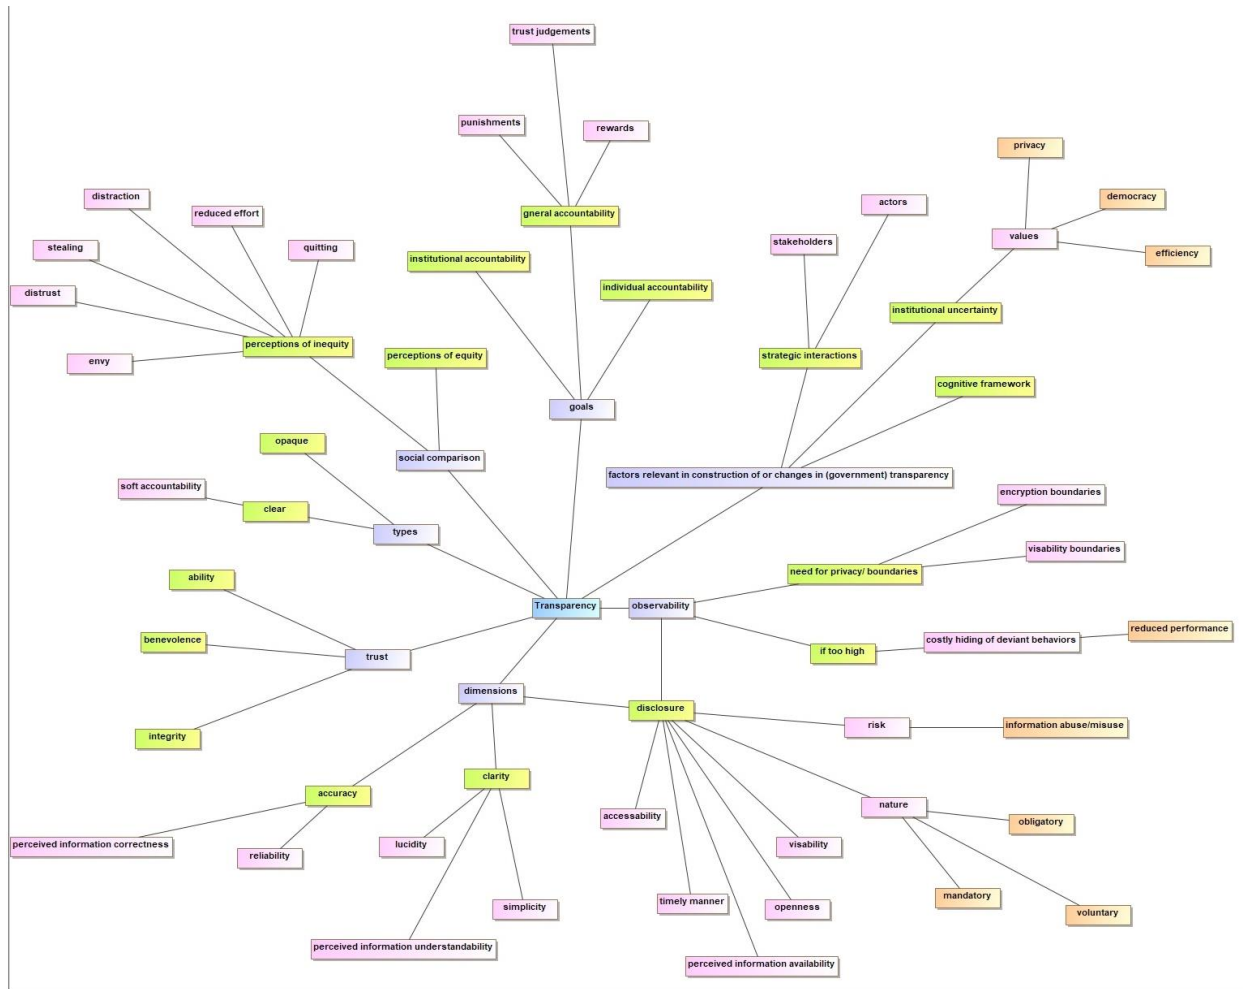 trust judgements
punishments
rewards
privacy
distraction
reduced effort
actors
democracy
gneral accountability
stealing
quitting
stakeholders
values
efficiency
institutional accountability
individual accountability
distrust
institutional uncertainty
perceptions of inequity
perceptions of equity
strategic interactions
envy
cognitive framework
goals
opaque
social comparison
factors relevant in construction of or changes in (government) transparency
soft accountability
encryption boundaries
clear
types
visability boundaries
ability
need for privacy/ boundaries
Transparency
observability
reduced performance
benevolence
costly hiding of deviant behaviors
trust
if too high
dimensions
disclosure
risk
information abuse/misuse
integrity
clarity
accuracy
nature
accessability
obligatory
perceived information correctness
lucidity
visability
reliability
mandatory
timely manner
openness
simplicity
voluntary
perceived information understandability
perceived information availability